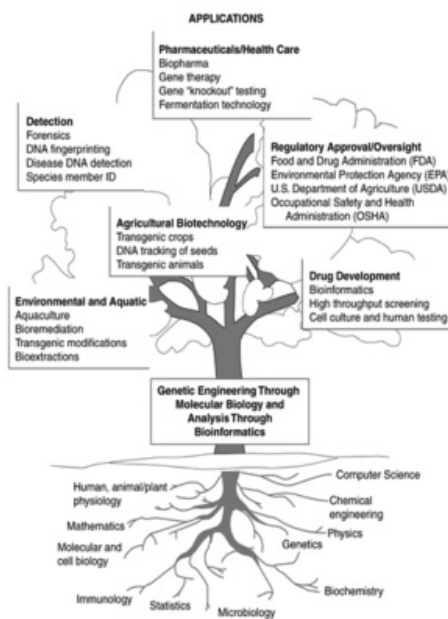 APPLICATIONS
Pharmaceuticals/Health Care
Biopharma
Gene therapy
Gene "knockout" testing
Fermentation technology
Detection
Forensics
DNA fingerprinting
Disease DNA detection
Species member ID
Regulatory Approval/Oversight
Food and Drug Administration (FDA)
Environmental Protection Agency (EPA)
U.S. Department of Agriculture (USDA)
Occupational Safety and Health
Administration (OSHA)
Agricultural Biotechnology
Transgenic crops
DNA tracking of seeds
Transgenic animals
Drug Development
Bioinformatics
High throughput screening
Cell culture and human testing
Environmental and Aquatic
Aquaculture
Bioremediation
Transgenic modifications
Bioextractions
Genetic Engineering Through
Molecular Biology and
Analysis Through
Bioinformatics
Human, animal/plant
physiology
Computer Science
Chemical
engineering
Mathematics
Physics
Molecular and
cell biology
Genetics
Immunology
Biochemistry
Statistics
Microbiology